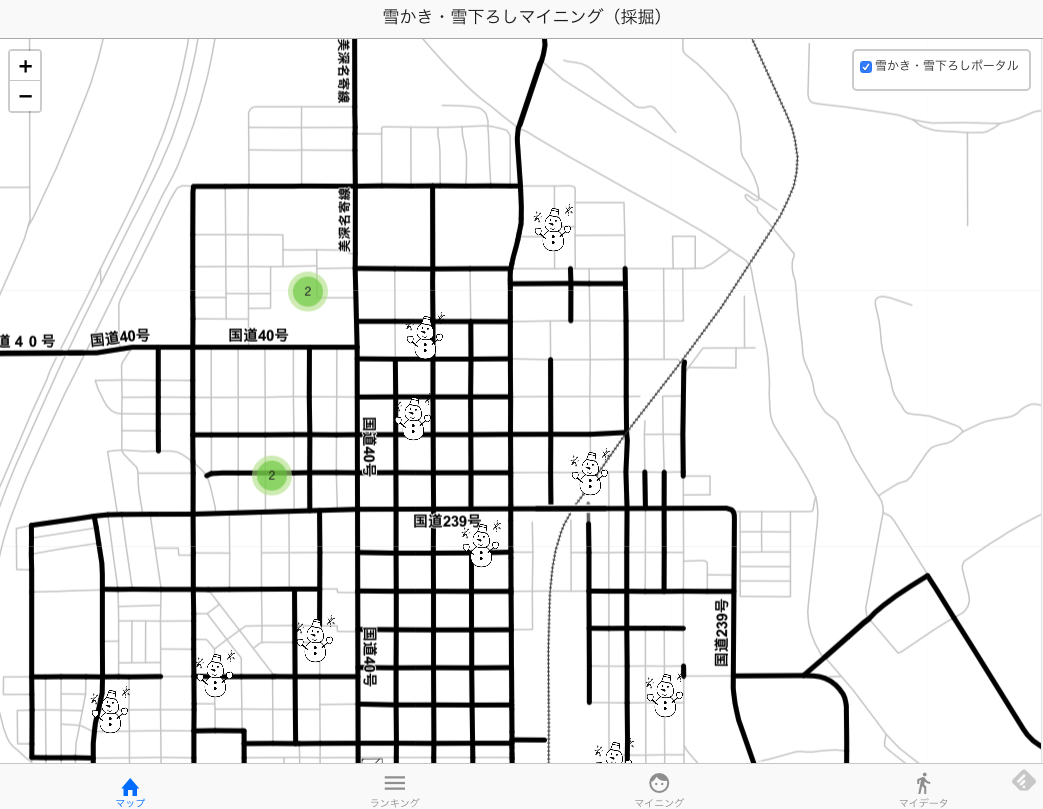 雪かき・雪下ろしマイニング（採掘）
+
−
雪かき・雪下ろしポータル
美深名寄線
美深名寄線
2
道４０号
国道40号
国道40号
国道40号
2
国道239号
国道239号
国道40号
マップ
ランキング
マイニング
マイデータ